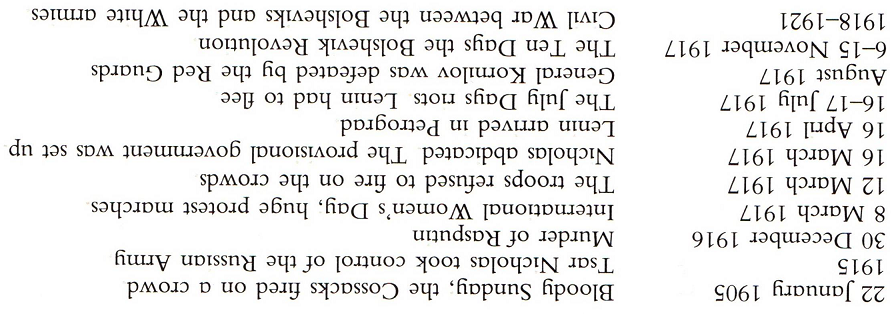 22 January 1905 Bloody Sunday, the Cossacks fired on a crowd
1915 Tsar Nicholas took control of the Russian Army
30 December 1916 Murder of Rasputin
8 March 1917 International Women's Day, huge protest marches
12 March 1917 The troops refused to fire on the crowds
16 March 1917 Nicholas abdicated The provisional government was set up
16 April 1917 Lenin arrived in Petrograd
16–17 July 1917 The July Days riots Lenin had to flee
August 1917 General Kornilov was defeated by the Red Guards
6–15 November 1917 The Ten Days of the Bolshevik Revolution
1918–1921 Civil War between the Bolsheviks and the White armies